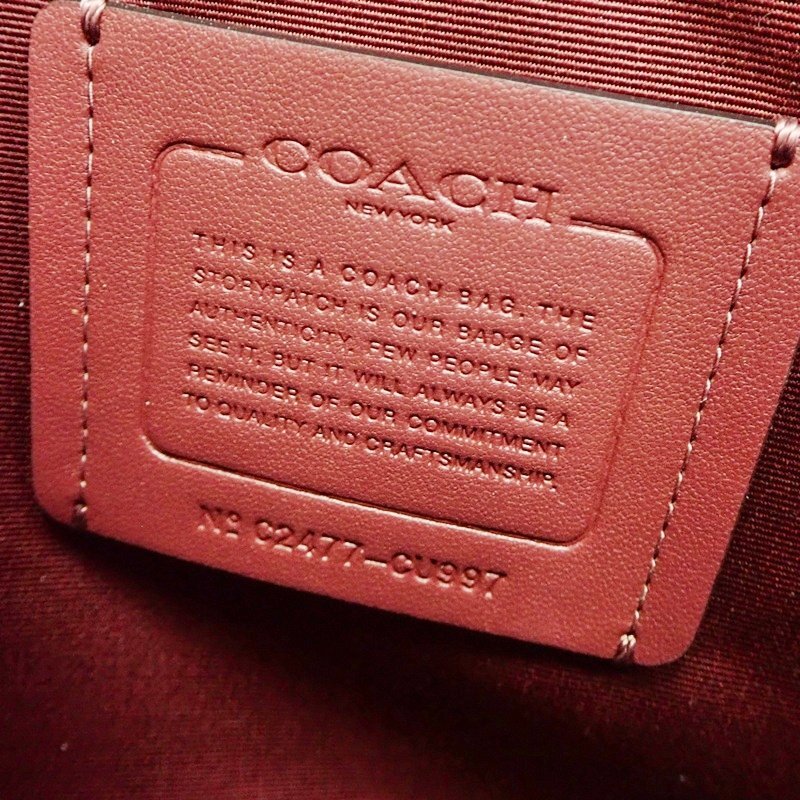 COACH
NEW YORK
THIS IS A COACH BAG. THE
STORYPATCH IS OUR BADGE OF
AUTHENTICITY. FEW PEOPLE MAY
SEE IT, BUT IT WILL ALWAYS BE A
REMINDER OF OUR COMMITMENT
TO QUALITY AND CRAFTSMANSHIP.
Nº C2477-CU997